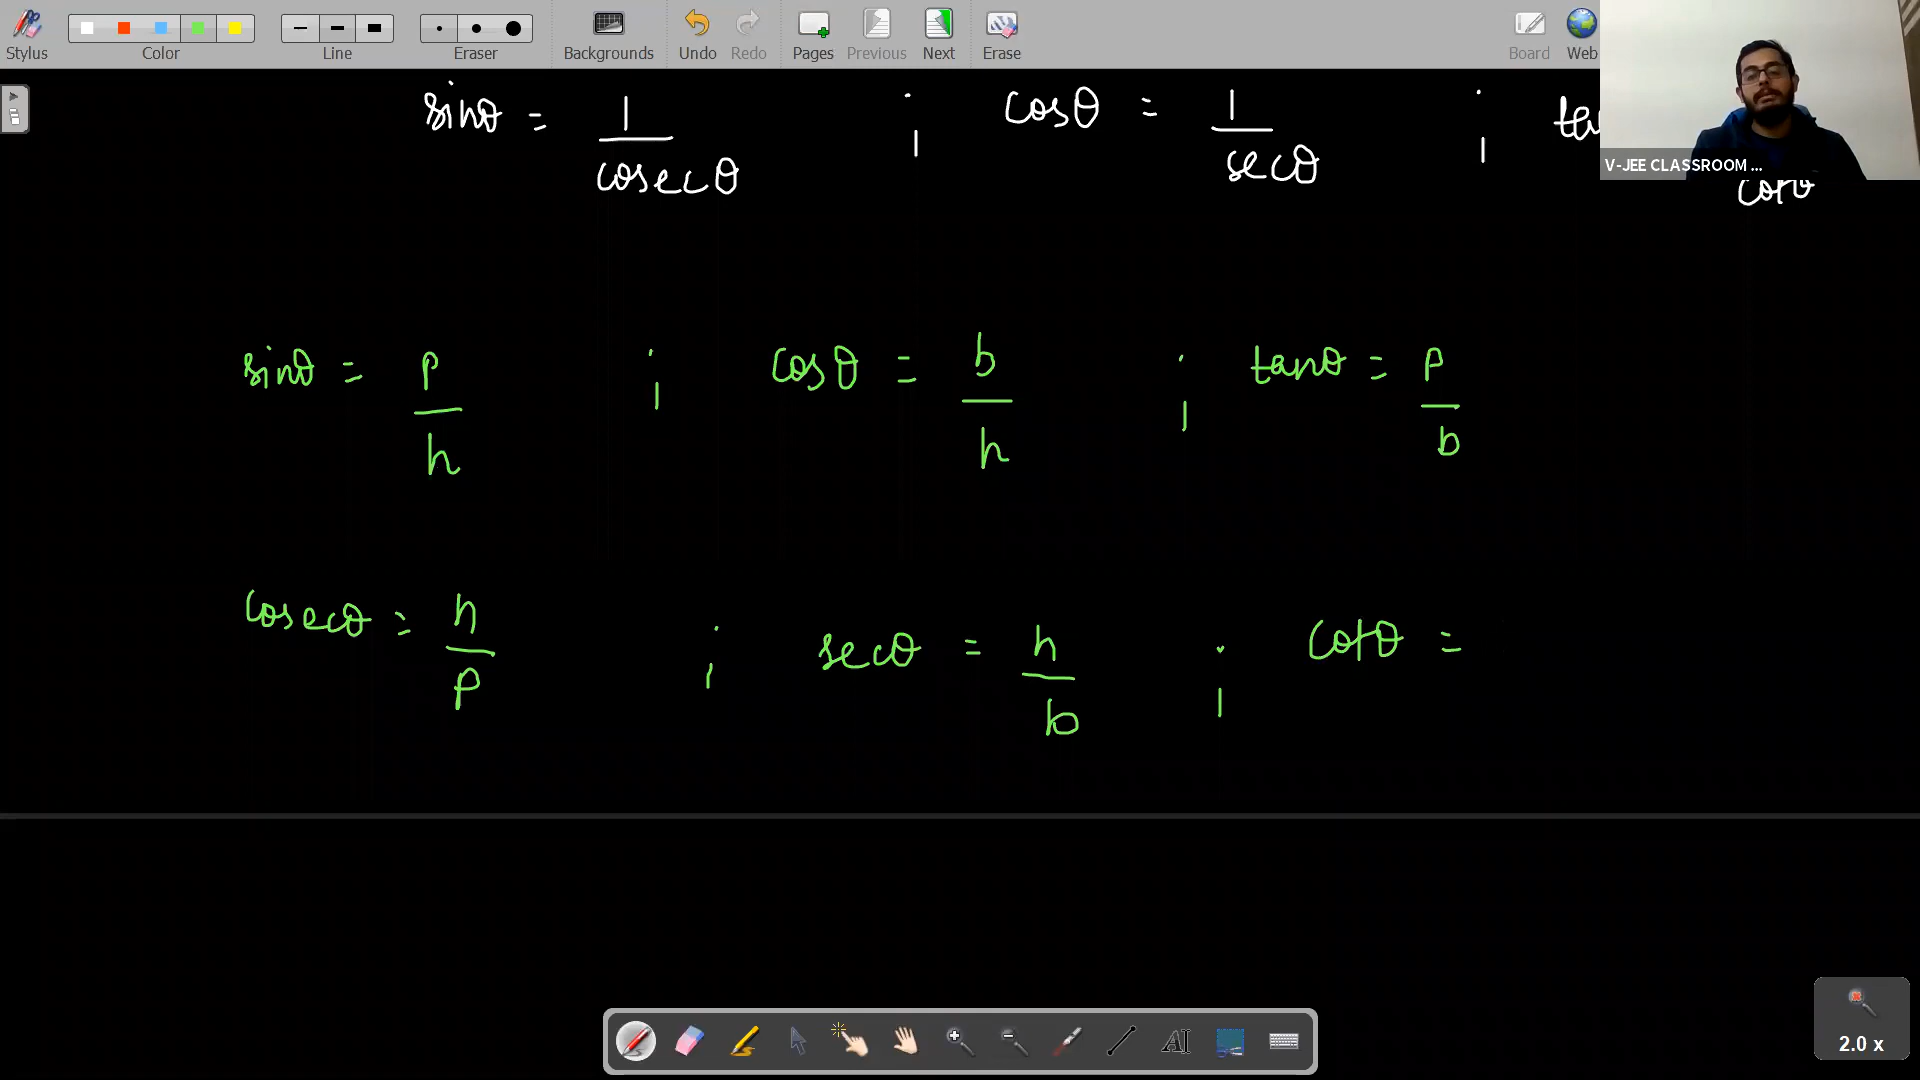 Stylus Color Line Eraser Backgrounds Undo Redo Pages Previous Next Erase Board Web
V-JEE CLASSROOM ...
sinθ = 1/cosecθ ; cosθ = 1/secθ ;
cotθ
sinθ = p/h ; cosθ = b/h ; tanθ = p/b
cosecθ = h/p ; secθ = h/b ; cotθ =
2.0 x